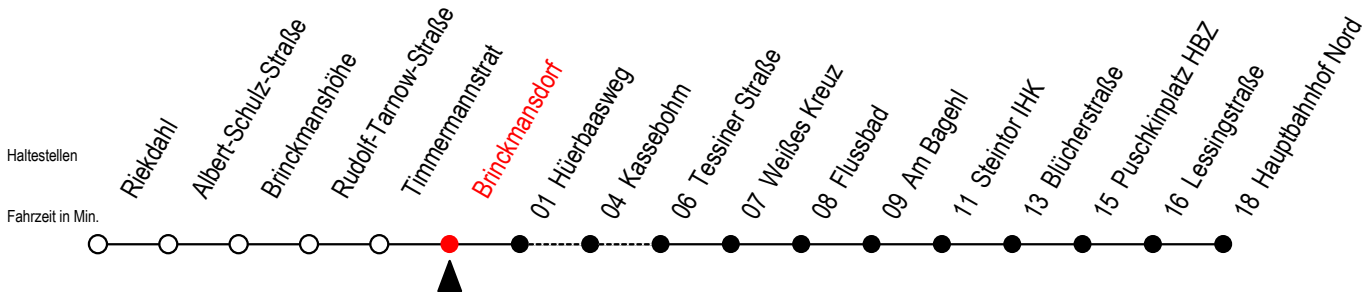 Haltestellen
Fahrzeit in Min.
Riekdahl
Albert-Schulz-Straße
Brinckmanshöhe
Rudolf-Tarnow-Straße
Timmermannstrat
Brinckmansdorf
01 Hüerbaasweg
04 Kassebohm
06 Tessiner Straße
07 Weißes Kreuz
08 Flussbad
09 Am Bagehl
11 Steintor IHK
13 Blücherstraße
15 Puschkinplatz HBZ
16 Lessingstraße
18 Hauptbahnhof Nord